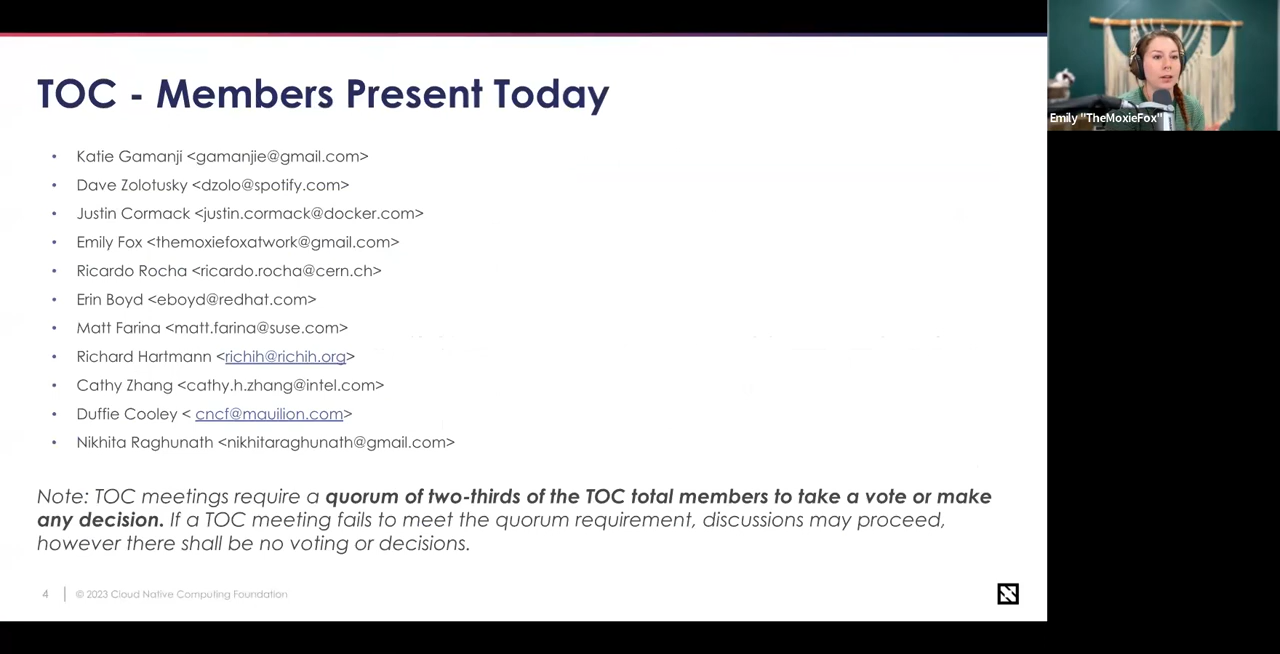 TOC - Members Present Today
• Katie Gamanji <gamanjie@gmail.com>
• Dave Zolotusky <dzolo@spotify.com>
• Justin Cormack <justin.cormack@docker.com>
• Emily Fox <themoxiefoxatwork@gmail.com>
• Ricardo Rocha <ricardo.rocha@cern.ch>
• Erin Boyd <eboyd@redhat.com>
• Matt Farina <matt.farina@suse.com>
• Richard Hartmann <richih@richih.org>
• Cathy Zhang <cathy.h.zhang@intel.com>
• Duffie Cooley < cncf@mauilion.com>
• Nikhita Raghunath <nikhitaraghunath@gmail.com>
Note: TOC meetings require a quorum of two-thirds of the TOC total members to take a vote or make
any decision. If a TOC meeting fails to meet the quorum requirement, discussions may proceed,
however there shall be no voting or decisions.
4 | © 2023 Cloud Native Computing Foundation
Emily "TheMoxieFox"